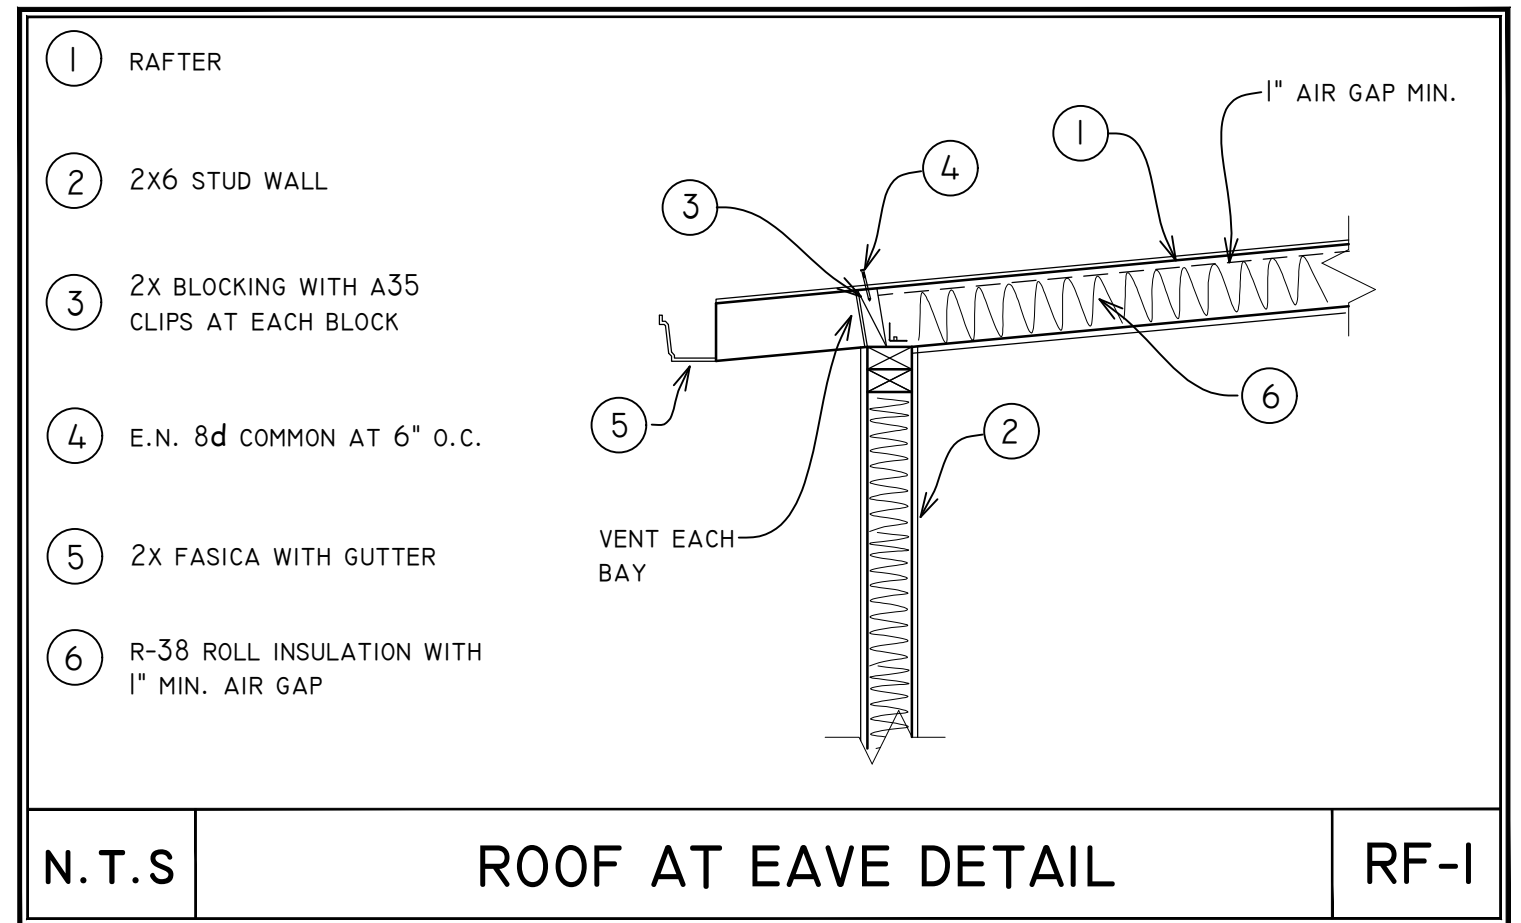 1 RAFTER
2 2X6 STUD WALL
3 2X BLOCKING WITH A35
CLIPS AT EACH BLOCK
4 E.N. 8d COMMON AT 6" O.C.
5 2X FASICA WITH GUTTER
6 R-38 ROLL INSULATION WITH
1" MIN. AIR GAP
1" AIR GAP MIN.
1
4
3
6
5
2
VENT EACH
BAY
N.T.S
ROOF AT EAVE DETAIL
RF-1